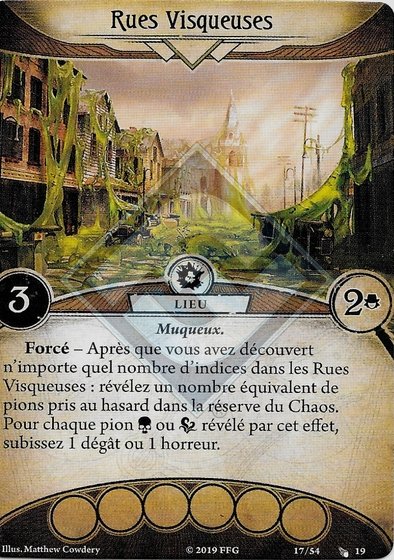 Rues Visqueuses
3
LIEU
2
Muqueux.
Forcé – Après que vous avez découvert
n'importe quel nombre d'indices dans les Rues
Visqueuses : révélez un nombre équivalent de
pions pris au hasard dans la réserve du Chaos.
Pour chaque pion ou révélé par cet effet,
subissez 1 dégât ou 1 horreur.
Illus. Matthew Cowdery © 2019 FFG 17/54 19